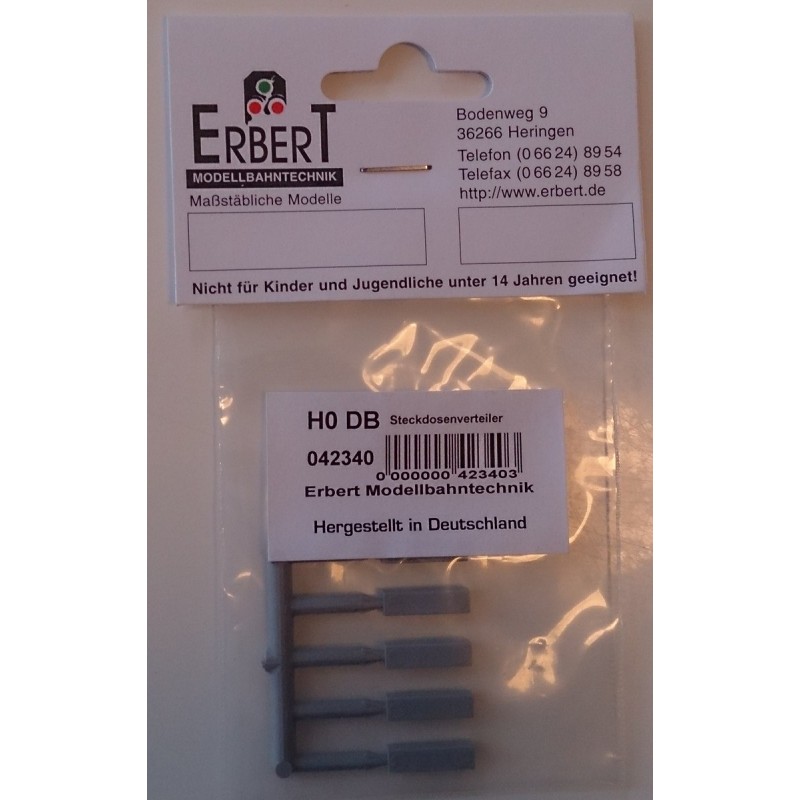 ERBERT
MODELLBAHNTECHNIK
Maßstäbliche Modelle
Bodenweg 9
36266 Heringen
Telefon (0 66 24) 89 54
Telefax (0 66 24) 89 58
http://www.erbert.de
Nicht für Kinder und Jugendliche unter 14 Jahren geeignet!
H0 DB Steckdosenverteiler
042340
0 000000 423403
Erbert Modellbahntechnik
Hergestellt in Deutschland